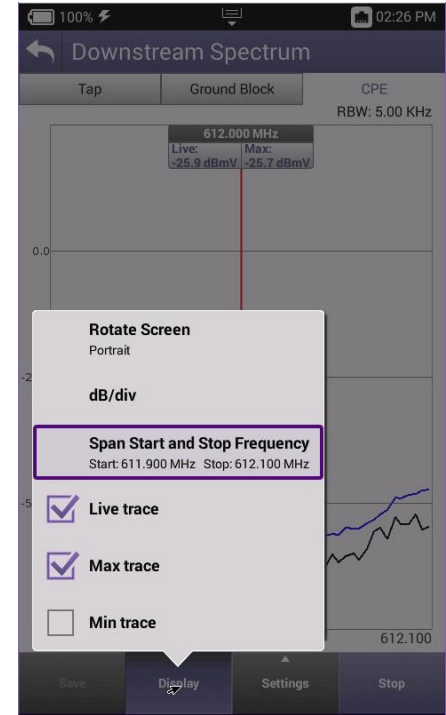 100%
02:26 PM
Downstream Spectrum
Tap
Ground Block
CPE
RBW: 5.00 KHz
612.000 MHz
Live: Max:
-25.9 dBmV -25.7 dBmV
0.0
Rotate Screen
Portrait
-2
dB/div
Span Start and Stop Frequency
Start: 611.900 MHz Stop: 612.100 MHz
-5
Live trace
Max trace
Min trace
612.100
Save
Display
Settings
Stop